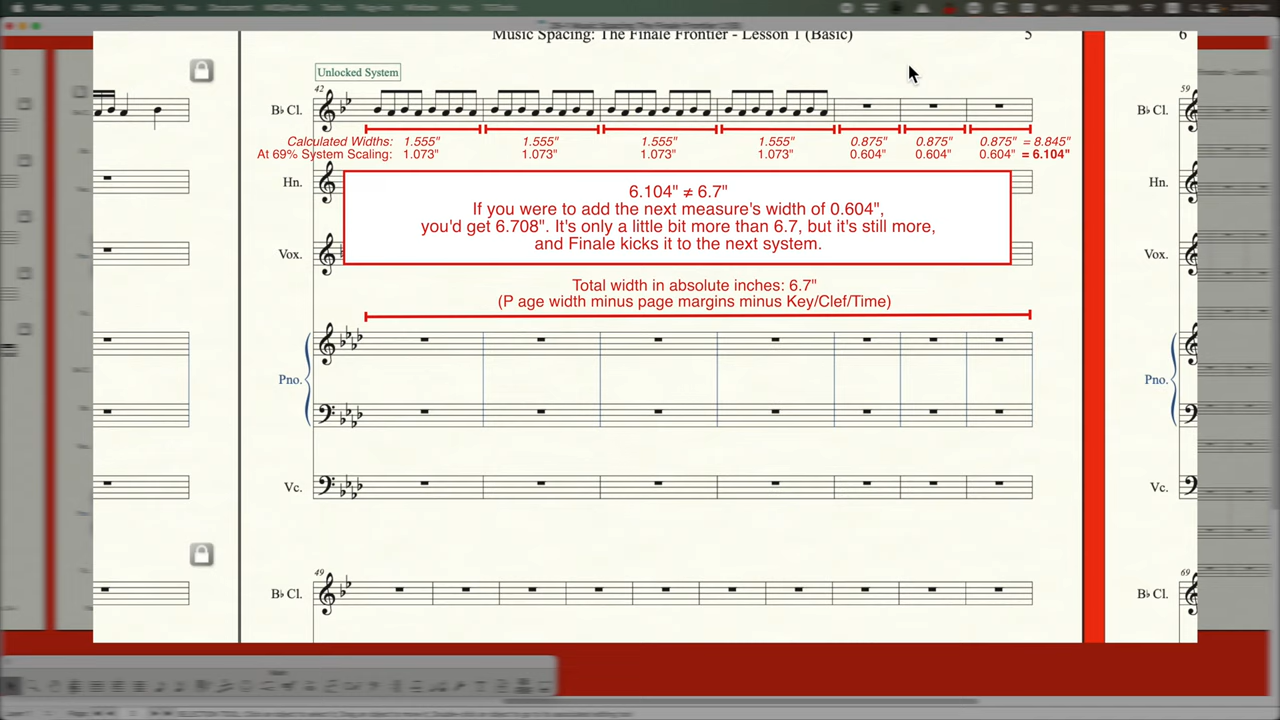 Music Spacing: The Finale Frontier - Lesson 1 (Basic)
5
6
Unlocked System
42
59
B♭ Cl.
B♭ Cl.
Calculated Widths: 1.555" 1.555" 1.555" 1.555" 0.875" 0.875" 0.875" = 8.845"
At 69% System Scaling: 1.073" 1.073" 1.073" 1.073" 0.604" 0.604" 0.604" = 6.104"
Hn.
Hn.
6.104" ≠ 6.7"
If you were to add the next measure's width of 0.604",
you'd get 6.708". It's only a little bit more than 6.7, but it's still more,
and Finale kicks it to the next system.
Vox.
Vox.
Total width in absolute inches: 6.7"
(P age width minus page margins minus Key/Clef/Time)
Pno.
Pno.
Vc.
Vc.
49
69
B♭ Cl.
B♭ Cl.